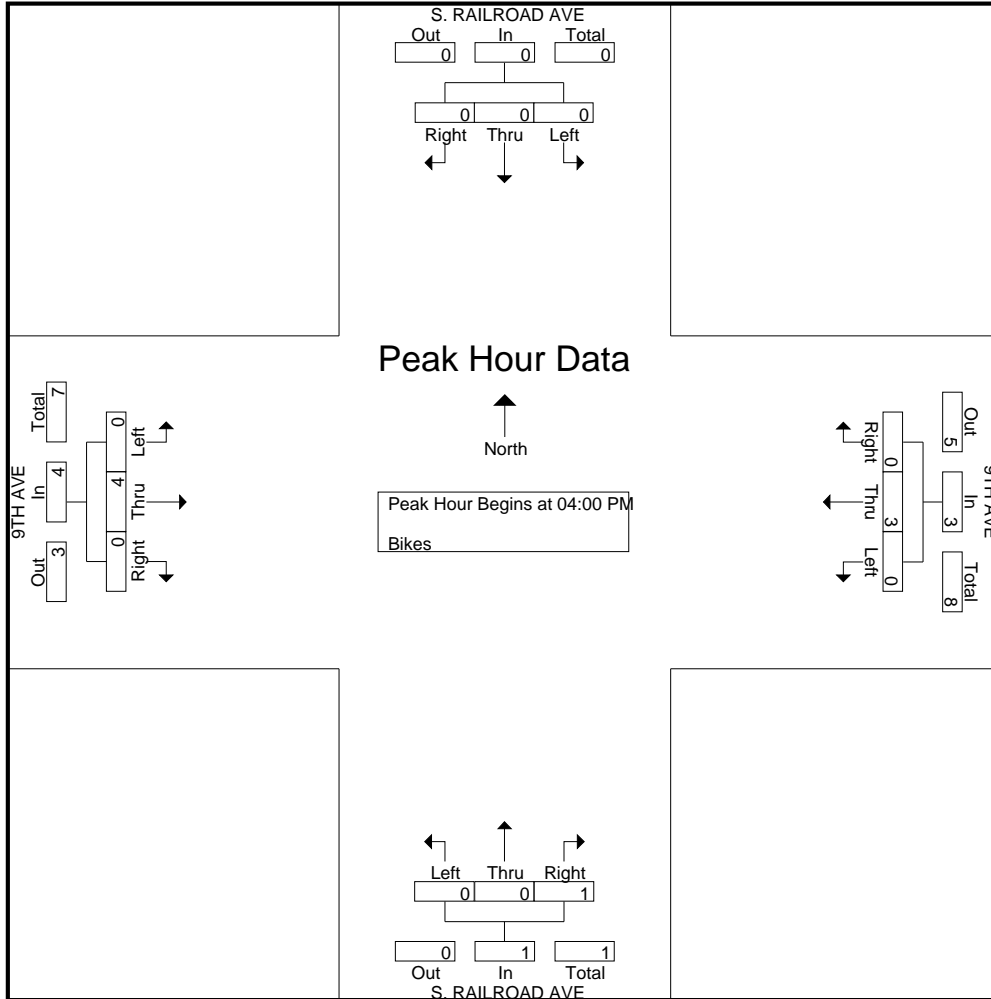 S. RAILROAD AVE
Out In Total
0 0 0
0 0 0
Right Thru Left
Peak Hour Data
North
Peak Hour Begins at 04:00 PM
Bikes
9TH AVE
Out In Total
3 4 7
0 4 0
Right Thru Left
9TH AVE
Out In Total
5 3 8
0 3 0
Right Thru Left
Left Thru Right
0 0 1
0 1 1
Out In Total
S. RAILROAD AVE